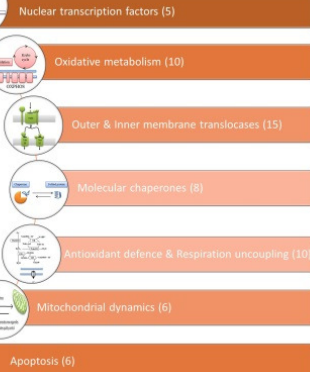 Nuclear transcription factors (5)
Oxidative metabolism (10)
Outer & Inner membrane translocases (15)
Molecular chaperones (8)
Antioxidant defence & Respiration uncoupling (10)
Mitochondrial dynamics (6)
Apoptosis (6)